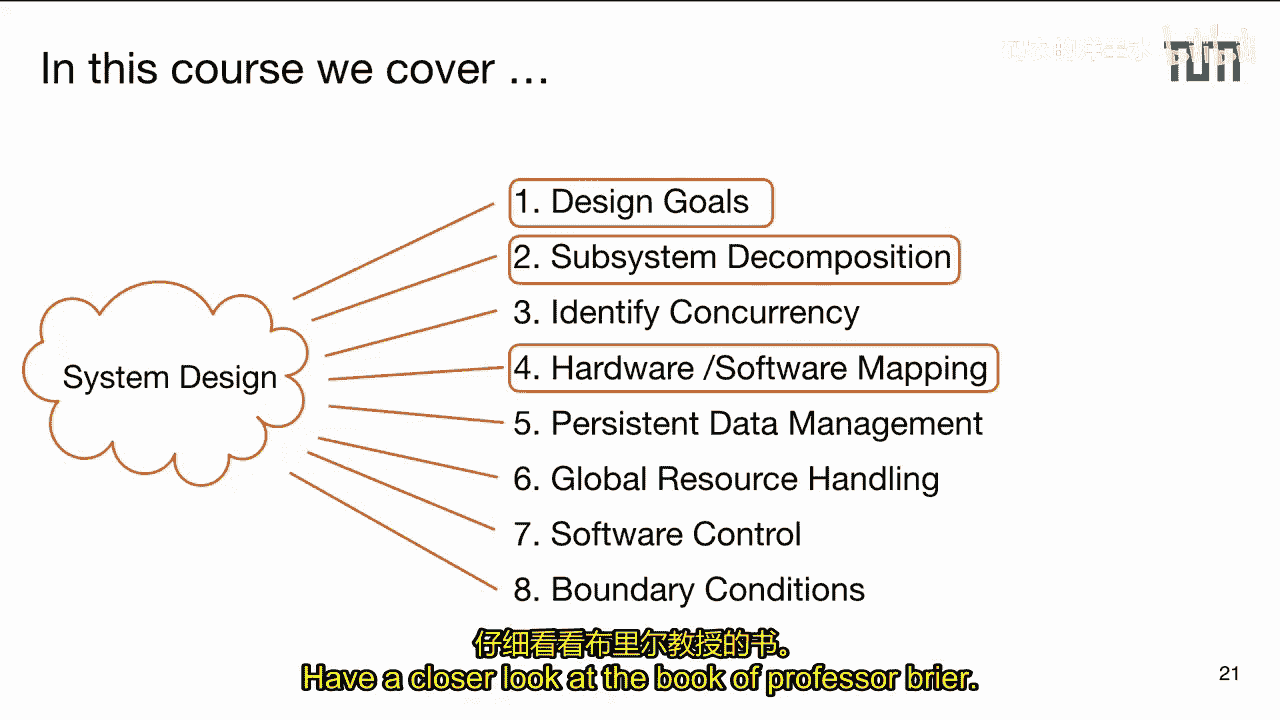 In this course we cover …
1. Design Goals
2. Subsystem Decomposition
3. Identify Concurrency
4. Hardware /Software Mapping
System Design
5. Persistent Data Management
6. Global Resource Handling
7. Software Control
8. Boundary Conditions
仔细看看布里尔教授的书。
Have a closer look at the book of professor brier.
21